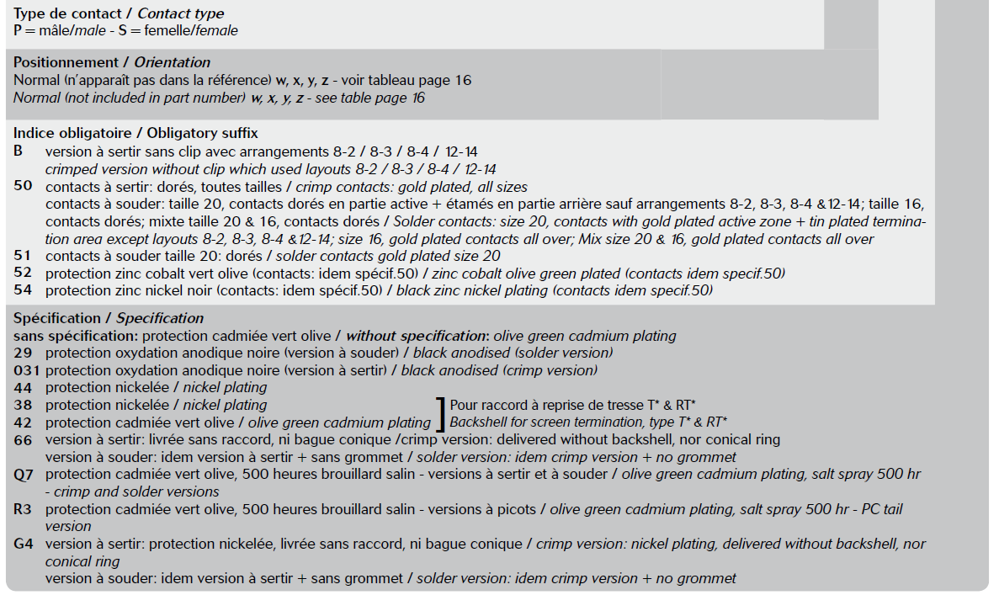 Type de contact / Contact type
P = mâle/male - S = femelle/female
Positionnement / Orientation
Normal (n'apparaît pas dans la référence) w, x, y, z - voir tableau page 16
Normal (not included in part number) w, x, y, z - see table page 16
Indice obligatoire / Obligatory suffix
B version à sertir sans clip avec arrangements 8-2 / 8-3 / 8-4 / 12-14
crimped version without clip which used layouts 8-2 / 8-3 / 8-4 / 12-14
50 contacts à sertir: dorés, toutes tailles / crimp contacts: gold plated, all sizes
contacts à souder: taille 20, contacts dorés en partie active + étamés en partie arrière sauf arrangements 8-2, 8-3, 8-4 &12-14; taille 16,
contacts dorés; mixte taille 20 & 16, contacts dorés / Solder contacts: size 20, contacts with gold plated active zone + tin plated termina-
tion area except layouts 8-2, 8-3, 8-4 &12-14; size 16, gold plated contacts all over; Mix size 20 & 16, gold plated contacts all over
51 contacts à souder taille 20: dorés / solder contacts gold plated size 20
52 protection zinc cobalt vert olive (contacts: idem spécif.50) / zinc cobalt olive green plated (contacts idem specif.50)
54 protection zinc nickel noir (contacts: idem spécif.50) / black zinc nickel plating (contacts idem specif.50)
Spécification / Specification
sans spécification: protection cadmiée vert olive / without specification: olive green cadmium plating
29 protection oxydation anodique noire (version à souder) / black anodised (solder version)
031 protection oxydation anodique noire (version à sertir) / black anodised (crimp version)
44 protection nickelée / nickel plating
38 protection nickelée / nickel plating ] Pour raccord à reprise de tresse T* & RT*
42 protection cadmiée vert olive / olive green cadmium plating Backshell for screen termination, type T* & RT*
66 version à sertir: livrée sans raccord, ni bague conique /crimp version: delivered without backshell, nor conical ring
version à souder: idem version à sertir + sans grommet / solder version: idem crimp version + no grommet
Q7 protection cadmiée vert olive, 500 heures brouillard salin - versions à sertir et à souder / olive green cadmium plating, salt spray 500 hr
- crimp and solder versions
R3 protection cadmiée vert olive, 500 heures brouillard salin - versions à picots / olive green cadmium plating, salt spray 500 hr - PC tail
version
G4 version à sertir: protection nickelée, livrée sans raccord, ni bague conique / crimp version: nickel plating, delivered without backshell, nor
conical ring
version à souder: idem version à sertir + sans grommet / solder version: idem crimp version + no grommet